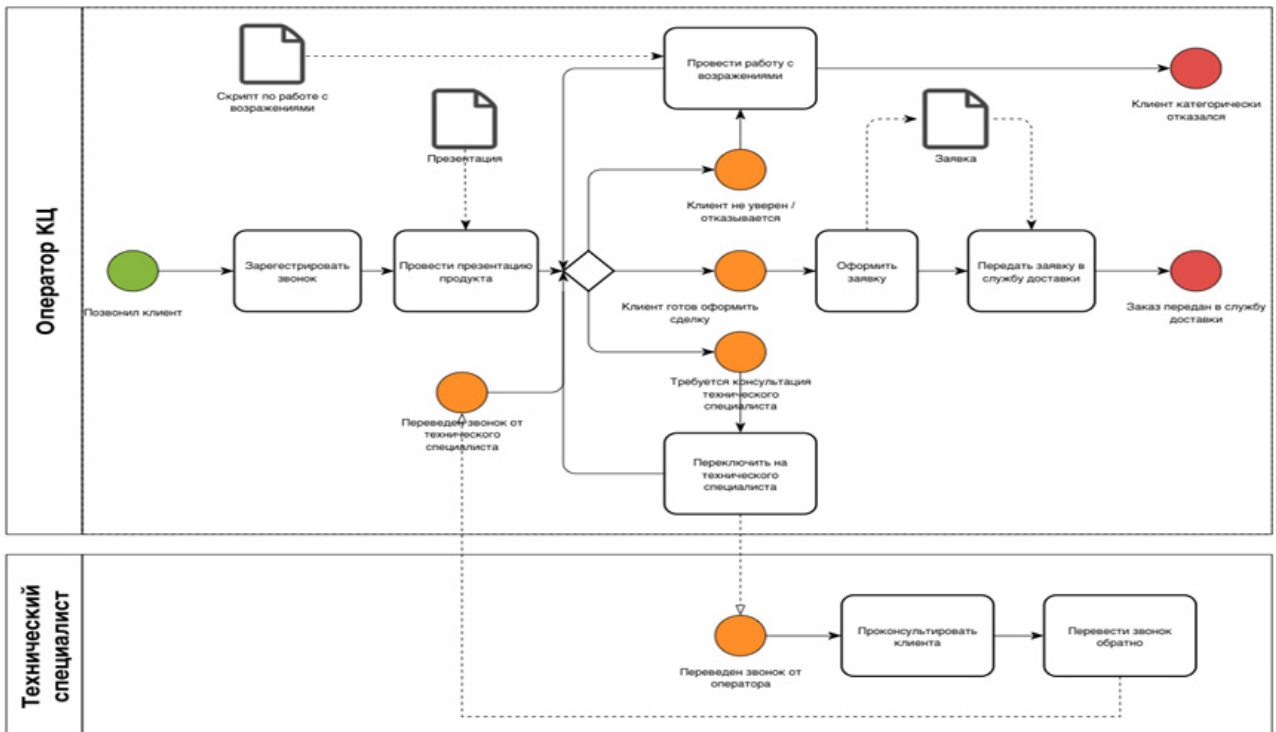 Оператор КЦ
Скрипт по работе с
возражениями
Презентация
Провести работу с
возражениями
Клиент категорически
отказался
Заявка
Клиент не уверен /
отказывается
Позвонил клиент
Зарегестрировать
звонок
Провести презентацию
продукта
Клиент готов оформить
сделку
Оформить
заявку
Передать заявку в
службу доставки
Заказ передан в службу
доставки
Переведен звонок от
технического
специалиста
Требуется консультация
технического
специалиста
Переключить на
технического
специалиста
Технический
специалист
Переведен звонок от
оператора
Проконсультировать
клиента
Перевести звонок
обратно